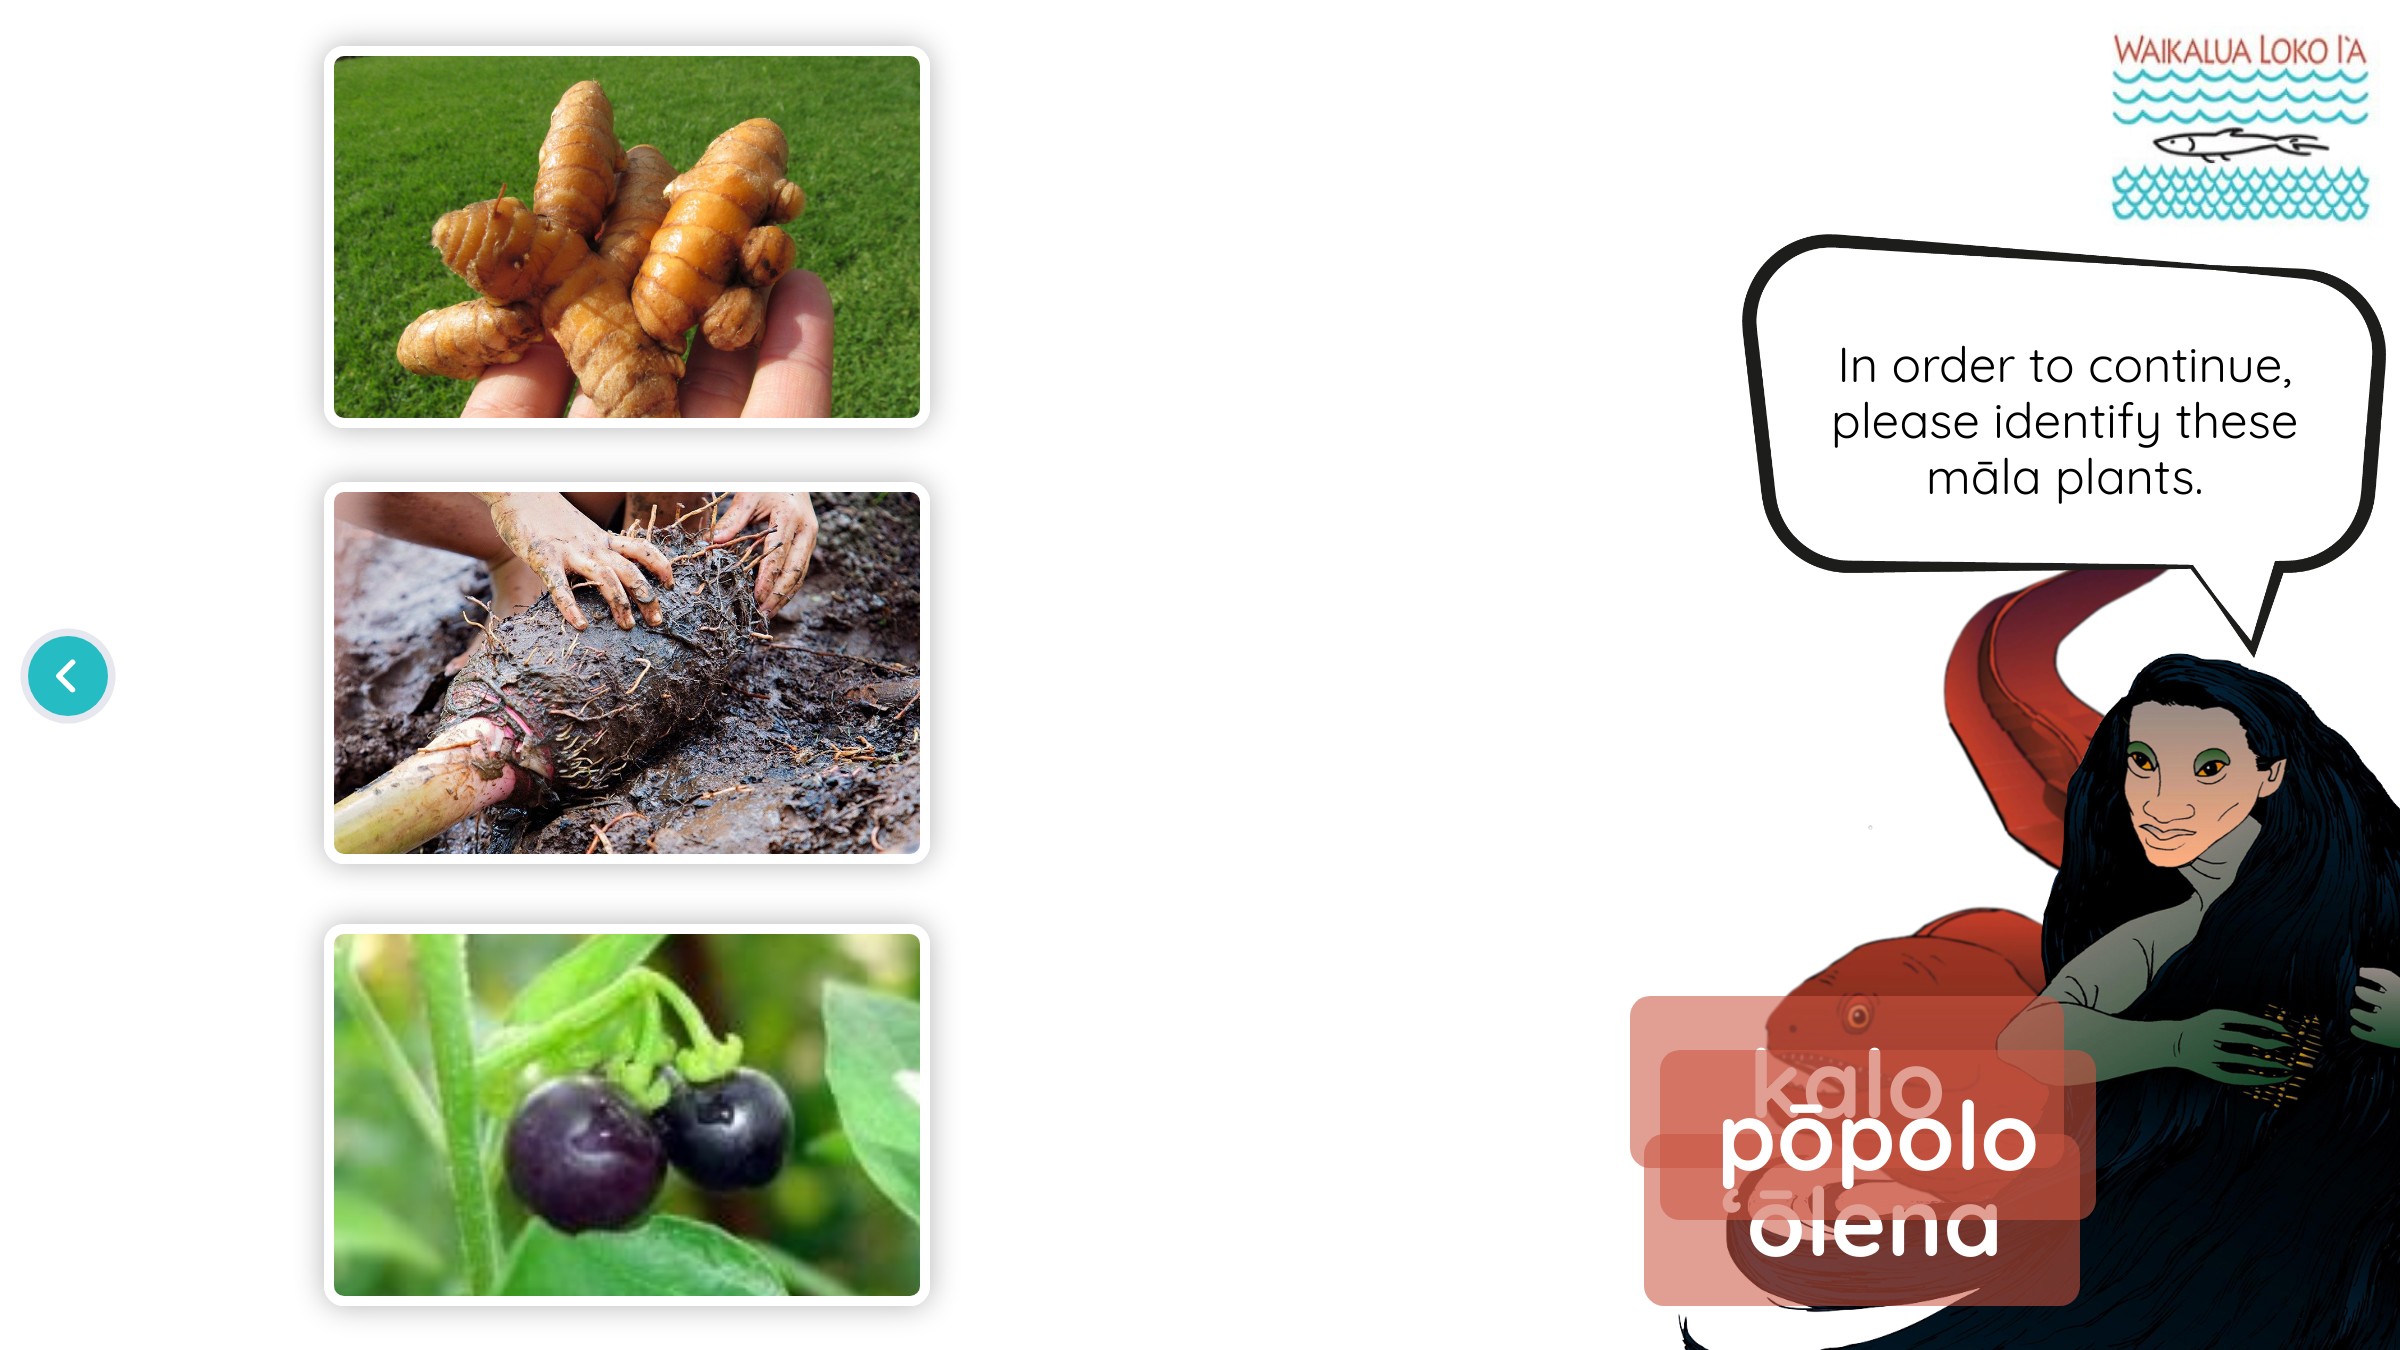 WAIKALUA LOKO I'A
In order to continue,
please identify these
māla plants.
kalo
pōpolo
ʻōlena